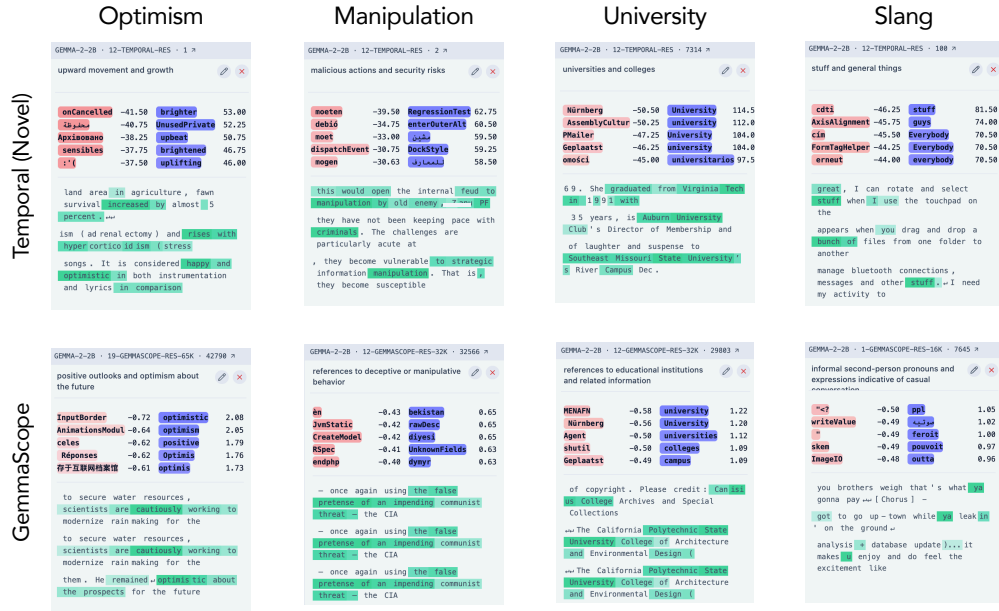 Optimism
Manipulation
University
Slang
Temporal (Novel)
GEMMA-2-2B · 12-TEMPORAL-RES · 1 ↗
upward movement and growth
onCancelled -41.50 brighter 53.00
محفوظة -40.75 UnusedPrivate 52.25
Архивовано -38.25 upbeat 50.75
sensibles -37.75 brightened 46.75
:'( -37.50 uplifting 46.00
land area in agriculture, fawn
survival increased by almost 5
percent.↵↵
ism (adrenalectomy) and rises with
hypercorticoidism (stress
songs. It is considered happy and
optimistic in both instrumentation
and lyrics in comparison
GEMMA-2-2B · 12-TEMPORAL-RES · 2 ↗
malicious actions and security risks
moeten -39.50 RegressionTest 62.75
debió -34.75 enterOuterAlt 60.50
moet -33.00 59.50
dispatchEvent -30.75 DockStyle 59.25
mogen -30.63 للمعارف 58.50
this would open the internal feud to
manipulation by old enemy, PF
they have not been keeping pace with
criminals. The challenges are
particularly acute at
, they become vulnerable to strategic
information manipulation. That is,
they become susceptible
GEMMA-2-2B · 12-TEMPORAL-RES · 7314 ↗
universities and colleges
Nürnberg -50.50 University 114.5
AssemblyCultur -50.25 university 112.0
PMailer -47.25 University 104.0
Geplaatst -46.25 university 104.0
omości -45.00 universitarios 97.5
69. She graduated from Virginia Tech
in 1991 with
35 years, is Auburn University
Club's Director of Membership and
of laughter and suspense to
Southeast Missouri State University'
s River Campus Dec.
GEMMA-2-2B · 12-TEMPORAL-RES · 100 ↗
stuff and general things
cdti -46.25 stuff 81.50
AxisAlignment -45.75 guys 74.00
cim -45.50 Everybody 70.50
FormTagHelper -44.25 Everybody 70.50
erneut -44.00 everybody 70.50
great, I can rotate and select
stuff when I use the touchpad on
the
appears when you drag and drop a
bunch of files from one folder to
another
manage bluetooth connections,
messages and other stuff.↵I need
my activity to
GemmaScope
GEMMA-2-2B · 19-GEMMASCOPE-RES-65K · 42790 ↗
positive outlooks and optimism about
the future
InputBorder -0.72 optimistic 2.08
AnimationsModul -0.64 optimism 2.05
celes -0.62 positive 1.79
Réponses -0.62 Optimis 1.76
存于互联网档案馆 -0.61 optimis 1.73
to secure water resources,
scientists are cautiously working to
modernize rainmaking for the
to secure water resources,
scientists are cautiously working to
modernize rainmaking for the
them. He remained↵optimistic about
the prospects for the future
GEMMA-2-2B · 12-GEMMASCOPE-RES-32K · 32566 ↗
references to deceptive or manipulative
behavior
èn -0.43 bekistan 0.65
JvmStatic -0.42 rawDesc 0.65
CreateModel -0.42 diyesi 0.65
RSpec -0.41 UnknownFields 0.63
endphp -0.40 dymyr 0.63
— once again using the false
pretense of an impending communist
threat — the CIA
— once again using the false
pretense of an impending communist
threat — the CIA
— once again using the false
pretense of an impending communist
threat — the CIA
GEMMA-2-2B · 12-GEMMASCOPE-RES-32K · 29803 ↗
references to educational institutions
and related information
MENAFN -0.58 university 1.22
Nürnberg -0.56 University 1.20
Agent -0.50 universities 1.12
shutil -0.50 colleges 1.09
Geplaatst -0.49 campus 1.09
of copyright. Please credit: Canisi
us College Archives and Special
Collections
↵↵The California Polytechnic State
University College of Architecture
and Environmental Design (
↵↵The California Polytechnic State
University College of Architecture
and Environmental Design (
GEMMA-2-2B · 1-GEMMASCOPE-RES-16K · 7645 ↗
informal second-person pronouns and
expressions indicative of casual
conversation
"<? -0.50 ppl 1.05
writeValue -0.49 1.02
" -0.49 feroit 1.00
sken -0.49 pouvoit 0.97
ImageIO -0.48 outta 0.96
you brothers weigh that's what ya
gonna pay↵↵[Chorus] –
got to go up-town while ya leakin
' on the ground↵
analysis + database update)...it
makes u enjoy and do feel the
excitement like